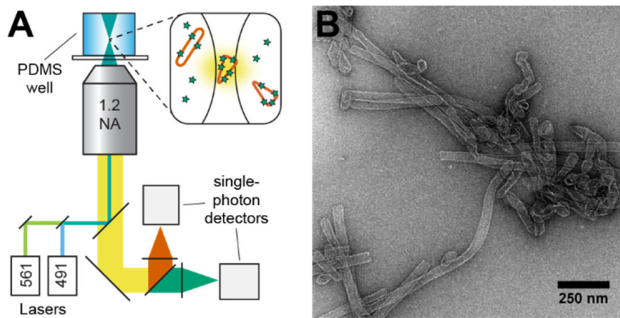 A
PDMS
well
1.2
NA
single-
photon
detectors
561
491
Lasers
B
250 nm